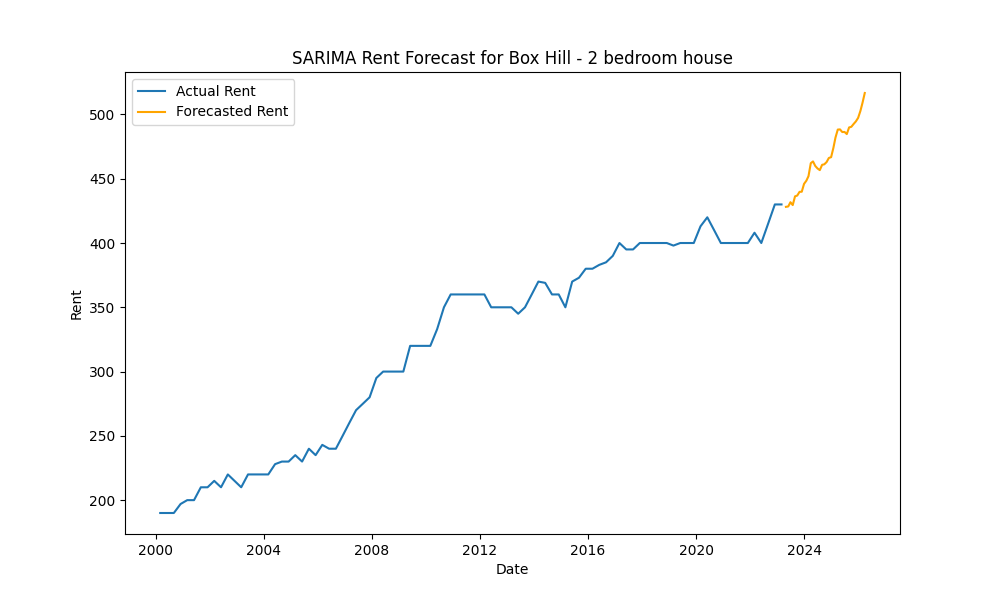 SARIMA Rent Forecast for Box Hill - 2 bedroom house
Actual Rent
Forecasted Rent
500
450
400
350
300
250
200
Rent
2000
2004
2008
2012
2016
2020
2024
Date